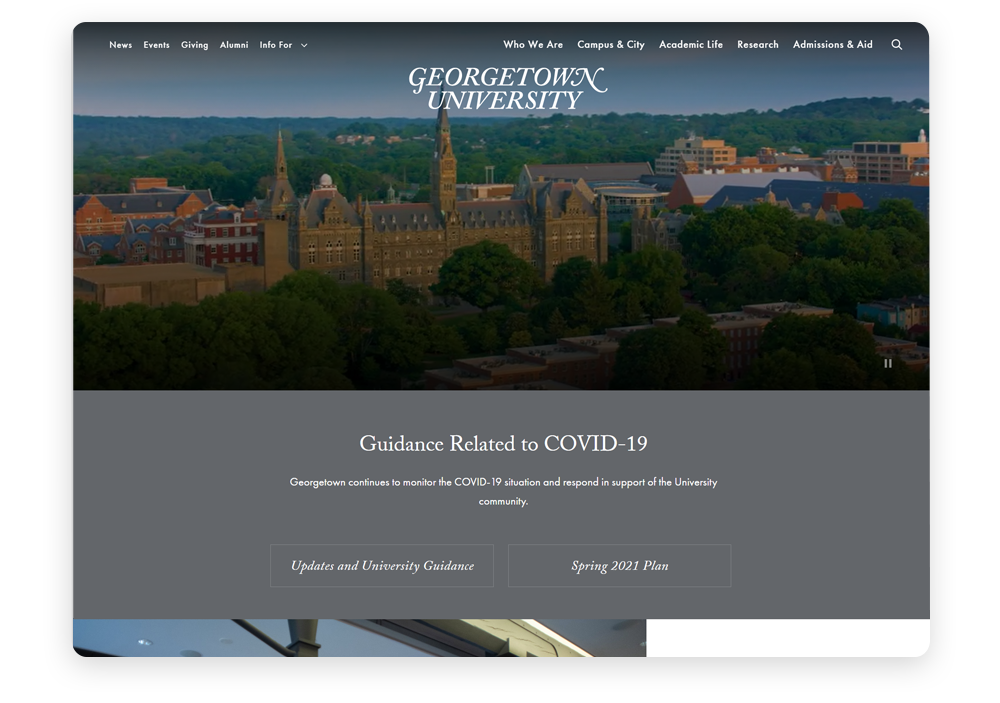 News Events Giving Alumni Info For
Who We Are Campus & City Academic Life Research Admissions & Aid
GEORGETOWN
UNIVERSITY
Guidance Related to COVID-19
Georgetown continues to monitor the COVID-19 situation and respond in support of the University
community.
Updates and University Guidance
Spring 2021 Plan